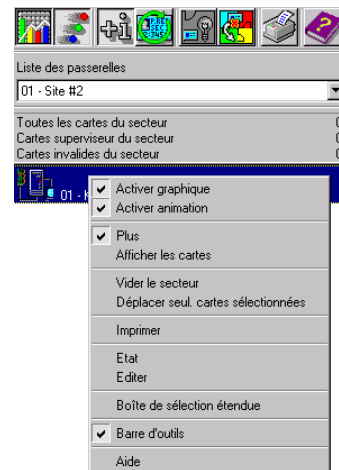 Liste des passerelles
01 - Site #2
Toutes les cartes du secteur
Cartes superviseur du secteur
Cartes invalides du secteur
01 -
Activer graphique
Activer animation
Plus
Afficher les cartes
Vider le secteur
Déplacer seul. cartes sélectionnées
Imprimer
Etat
Editer
Boîte de sélection étendue
Barre d'outils
Aide